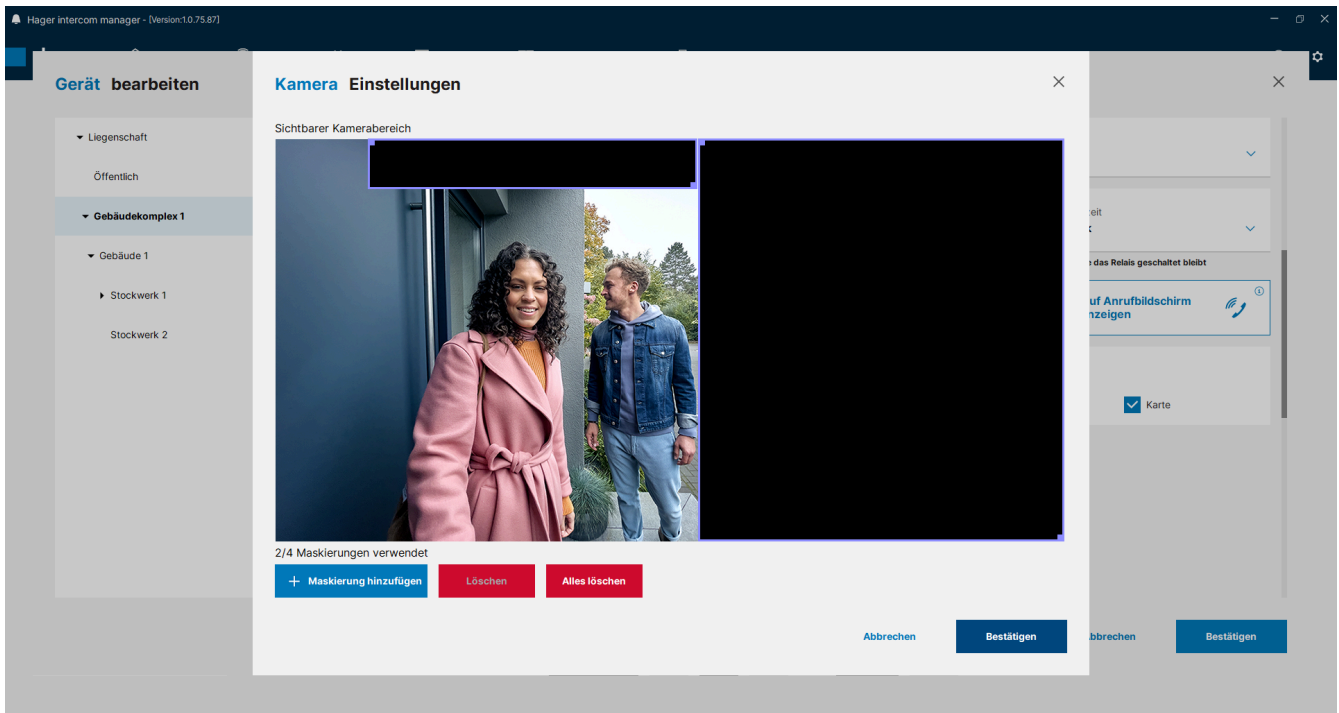 Hager intercom manager - [Version:1.0.75.87]
Gerät bearbeiten
Liegenschaft
Öffentlich
Gebäudekomplex 1
Gebäude 1
Stockwerk 1
Stockwerk 2
Kamera Einstellungen
Sichtbarer Kamerabereich
2/4 Maskierungen verwendet
+ Maskierung hinzufügen
Löschen
Alles löschen
Abbrechen
Bestätigen
eit
das Relais geschaltet bleibt
uf Anrufbildschirm
nzeigen
Karte
bbrechen
Bestätigen